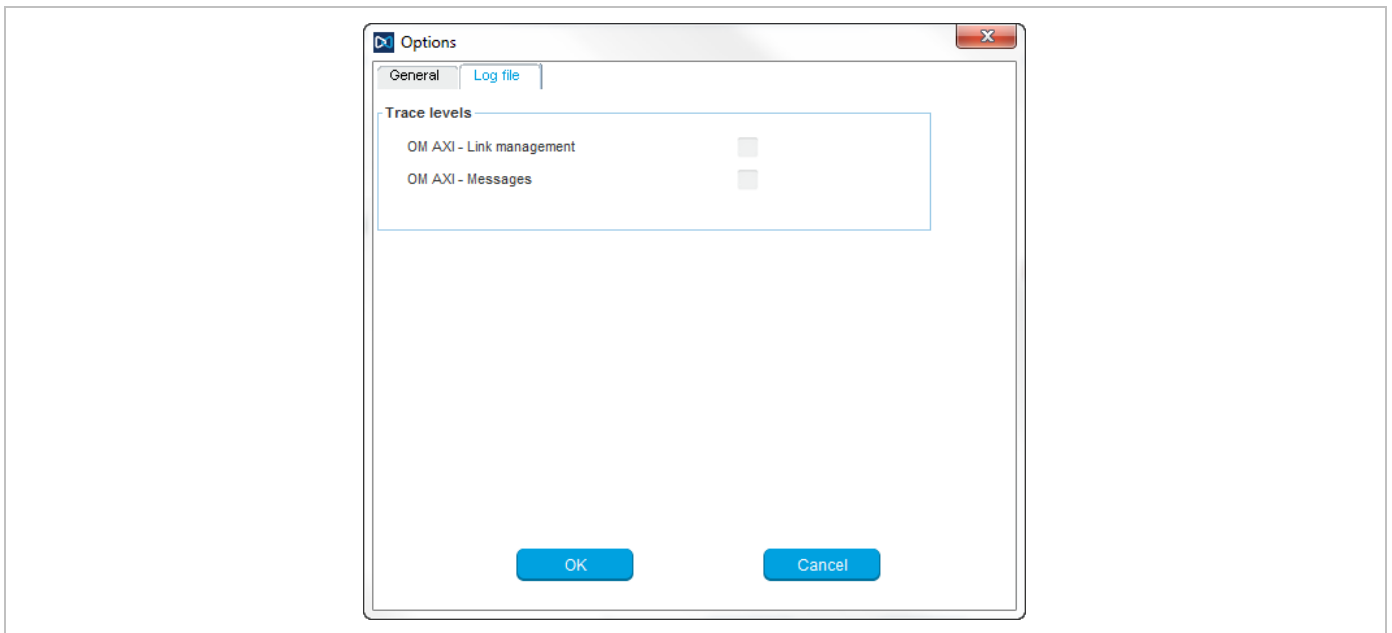 Options
General Log file
Trace levels
OM AXI - Link management
OM AXI - Messages
OK Cancel